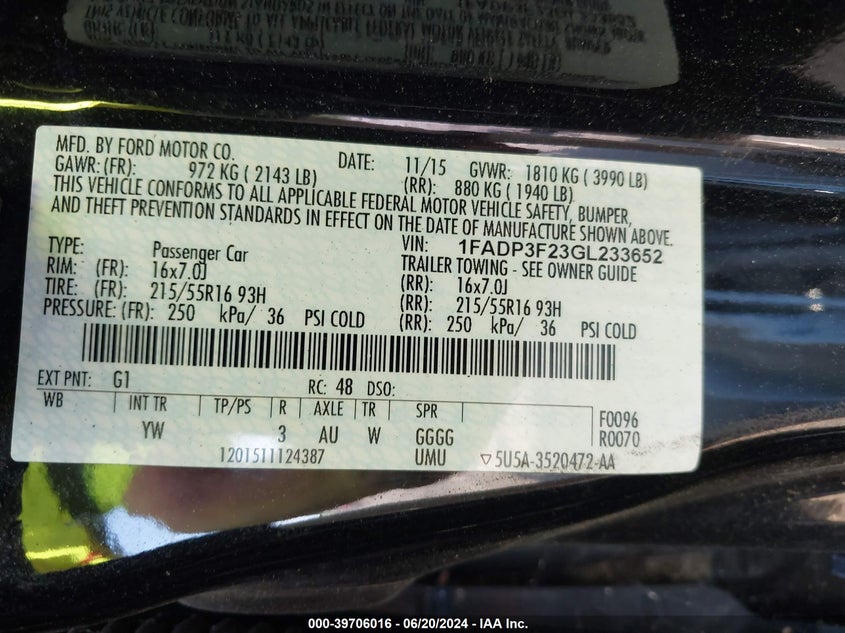 MFD. BY FORD MOTOR CO. DATE: 11/15 GVWR: 1810 KG ( 3990 LB)
GAWR: (FR): 972 KG ( 2143 LB) (RR): 880 KG ( 1940 LB)
THIS VEHICLE CONFORMS TO ALL APPLICABLE FEDERAL MOTOR VEHICLE SAFETY, BUMPER,
AND THEFT PREVENTION STANDARDS IN EFFECT ON THE DATE OF MANUFACTURE SHOWN ABOVE.
VIN: 1FADP3F23GL233652
TYPE: Passenger Car TRAILER TOWING - SEE OWNER GUIDE
RIM: (FR): 16x7.0J (RR): 16x7.0J
TIRE: (FR): 215/55R16 93H (RR): 215/55R16 93H
PRESSURE: (FR): 250 kPa/ 36 PSI COLD (RR): 250 kPa/ 36 PSI COLD
EXT PNT: G1 RC: 48 DSO:
WB INT TR TP/PS R AXLE TR SPR F0096
YW 3 AU W GGGG R0070
1201511124387 UMU ▽5U5A-3520472-AA
000-39706016 - 06/20/2024 - IAA Inc.